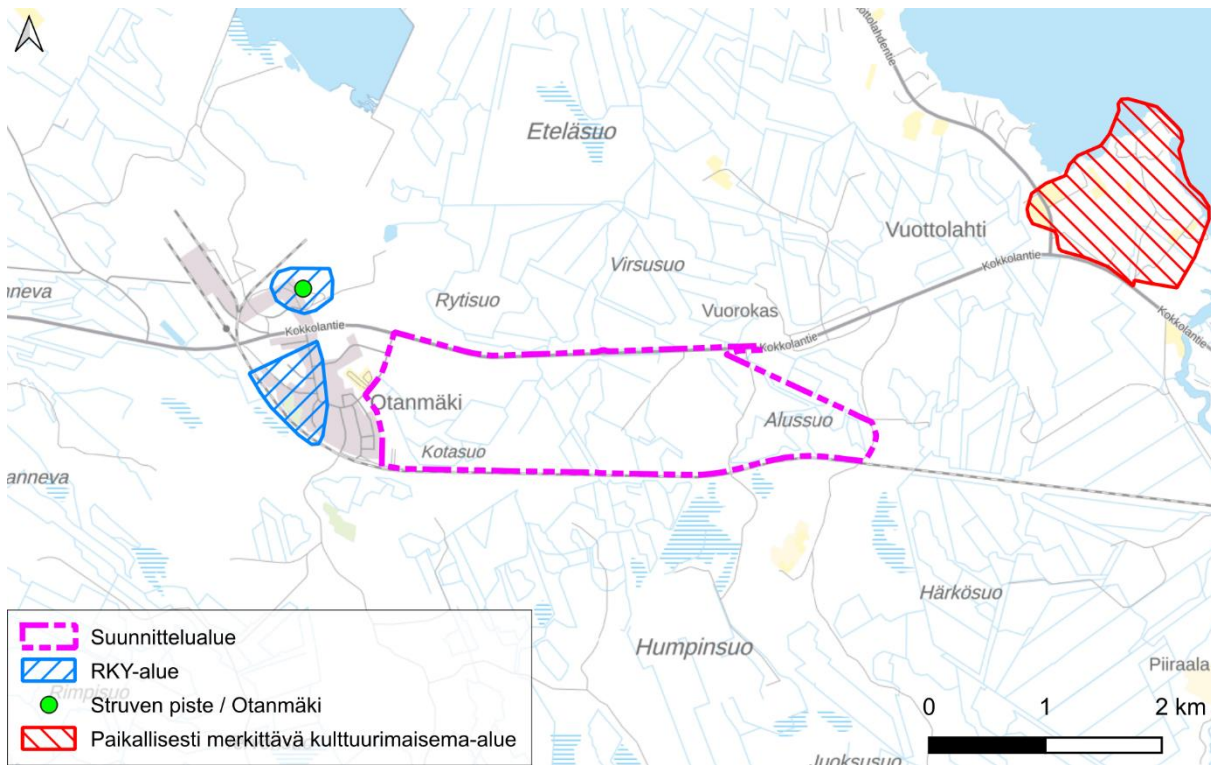 uottolahdentie
Eteläsuo
Vuottolahti
Kokkolantie
Virsusuo
anneva
Rytisuo
Vuorokas
Kokkolantie
Kokkolantie
Kokkolantie
Otanmäki
Alussuo
Kotasuo
anneva
Härkösuo
Humpinsuo
Piiraala
Suunnittelualue
RKY-alue
Rimpisuo
Struven piste / Otanmäki
Paikallisesti merkittävä kulttuurimaisema-alue
0 1 2 km
Juoksusuo